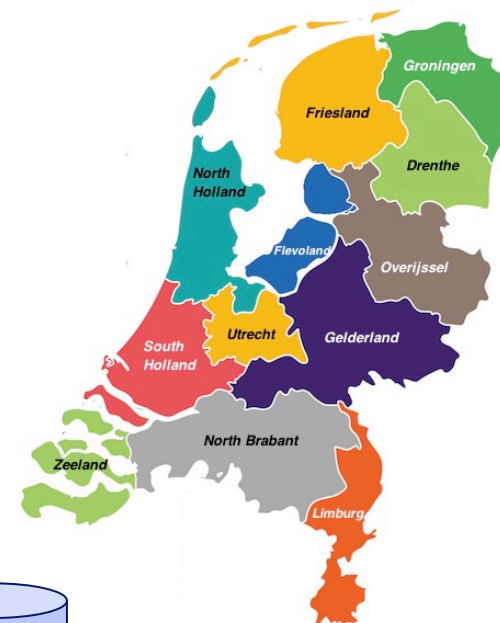 Groningen
Friesland
Drenthe
North
Holland
Flevoland
Overijssel
Utrecht
Gelderland
South
Holland
North Brabant
Zeeland
Limburg